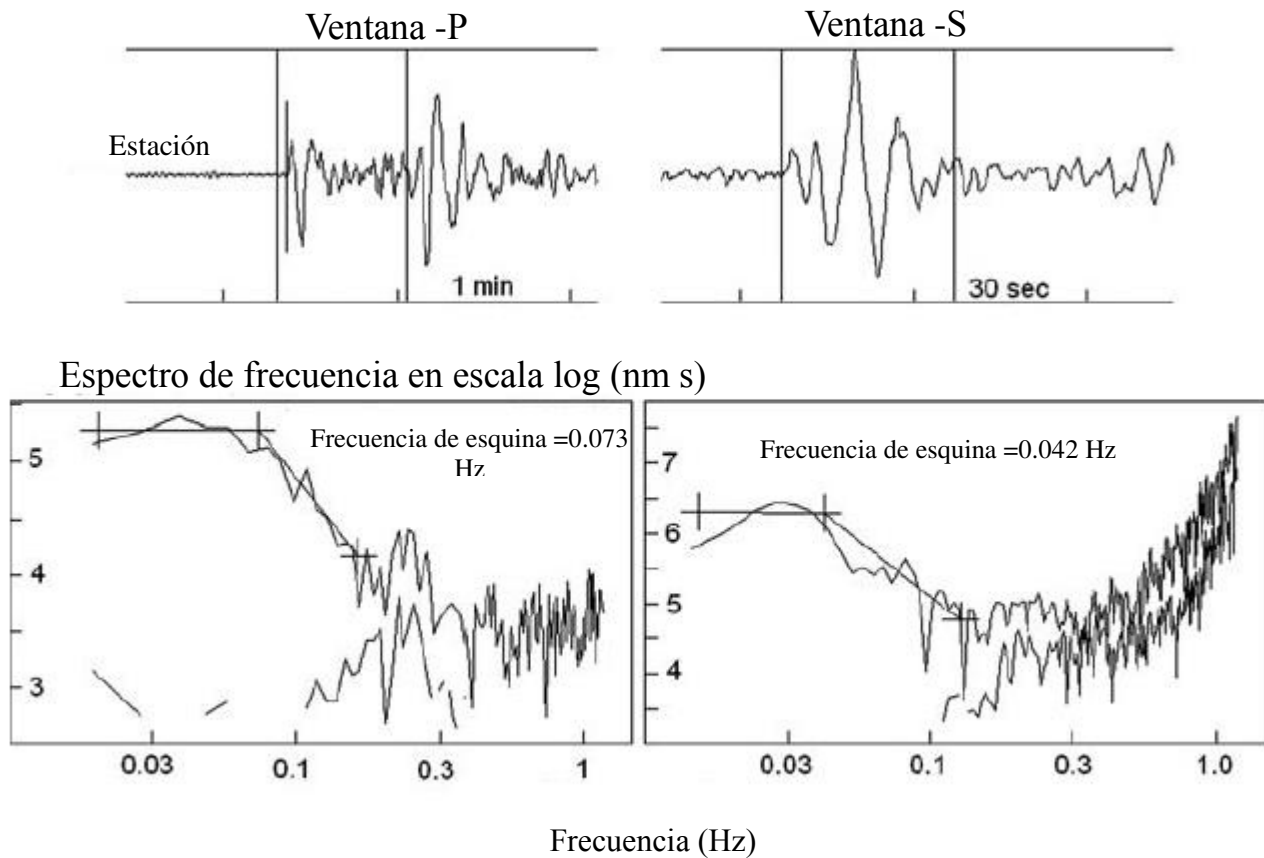 Ventana -P
Ventana -S
Estación
1 min
30 sec
Espectro de frecuencia en escala log (nm s)
Frecuencia de esquina =0.073
Hz
Frecuencia de esquina =0.042 Hz
5
4
3
7
6
5
4
0.03 0.1 0.3 1
0.03 0.1 0.3 1.0
Frecuencia (Hz)